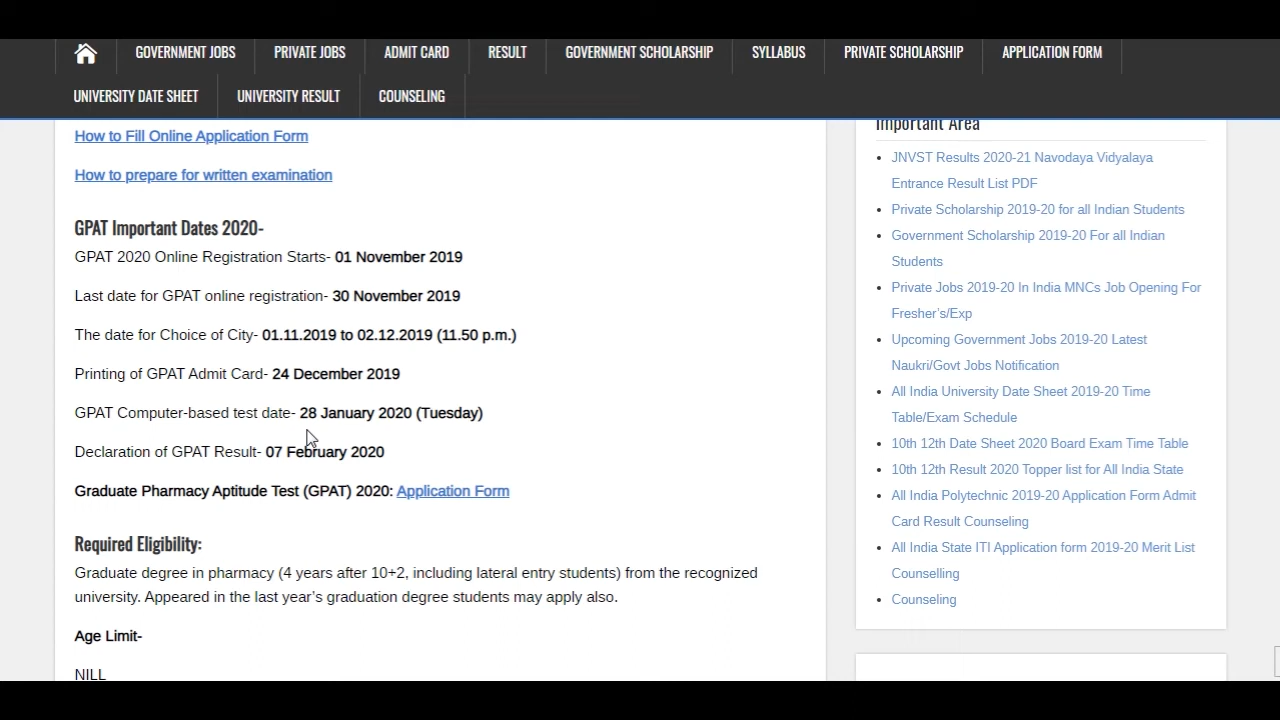 GOVERNMENT JOBS PRIVATE JOBS ADMIT CARD RESULT GOVERNMENT SCHOLARSHIP SYLLABUS PRIVATE SCHOLARSHIP APPLICATION FORM
UNIVERSITY DATE SHEET UNIVERSITY RESULT COUNSELING
How to Fill Online Application Form
How to prepare for written examination
GPAT Important Dates 2020-
GPAT 2020 Online Registration Starts- 01 November 2019
Last date for GPAT online registration- 30 November 2019
The date for Choice of City- 01.11.2019 to 02.12.2019 (11.50 p.m.)
Printing of GPAT Admit Card- 24 December 2019
GPAT Computer-based test date- 28 January 2020 (Tuesday)
Declaration of GPAT Result- 07 February 2020
Graduate Pharmacy Aptitude Test (GPAT) 2020: Application Form
Required Eligibility:
Graduate degree in pharmacy (4 years after 10+2, including lateral entry students) from the recognized
university. Appeared in the last year’s graduation degree students may apply also.
Age Limit-
NILL
Important Area
JNVST Results 2020-21 Navodaya Vidyalaya
Entrance Result List PDF
Private Scholarship 2019-20 for all Indian Students
Government Scholarship 2019-20 For all Indian
Students
Private Jobs 2019-20 In India MNCs Job Opening For
Fresher’s/Exp
Upcoming Government Jobs 2019-20 Latest
Naukri/Govt Jobs Notification
All India University Date Sheet 2019-20 Time
Table/Exam Schedule
10th 12th Date Sheet 2020 Board Exam Time Table
10th 12th Result 2020 Topper list for All India State
All India Polytechnic 2019-20 Application Form Admit
Card Result Counseling
All India State ITI Application form 2019-20 Merit List
Counselling
Counseling